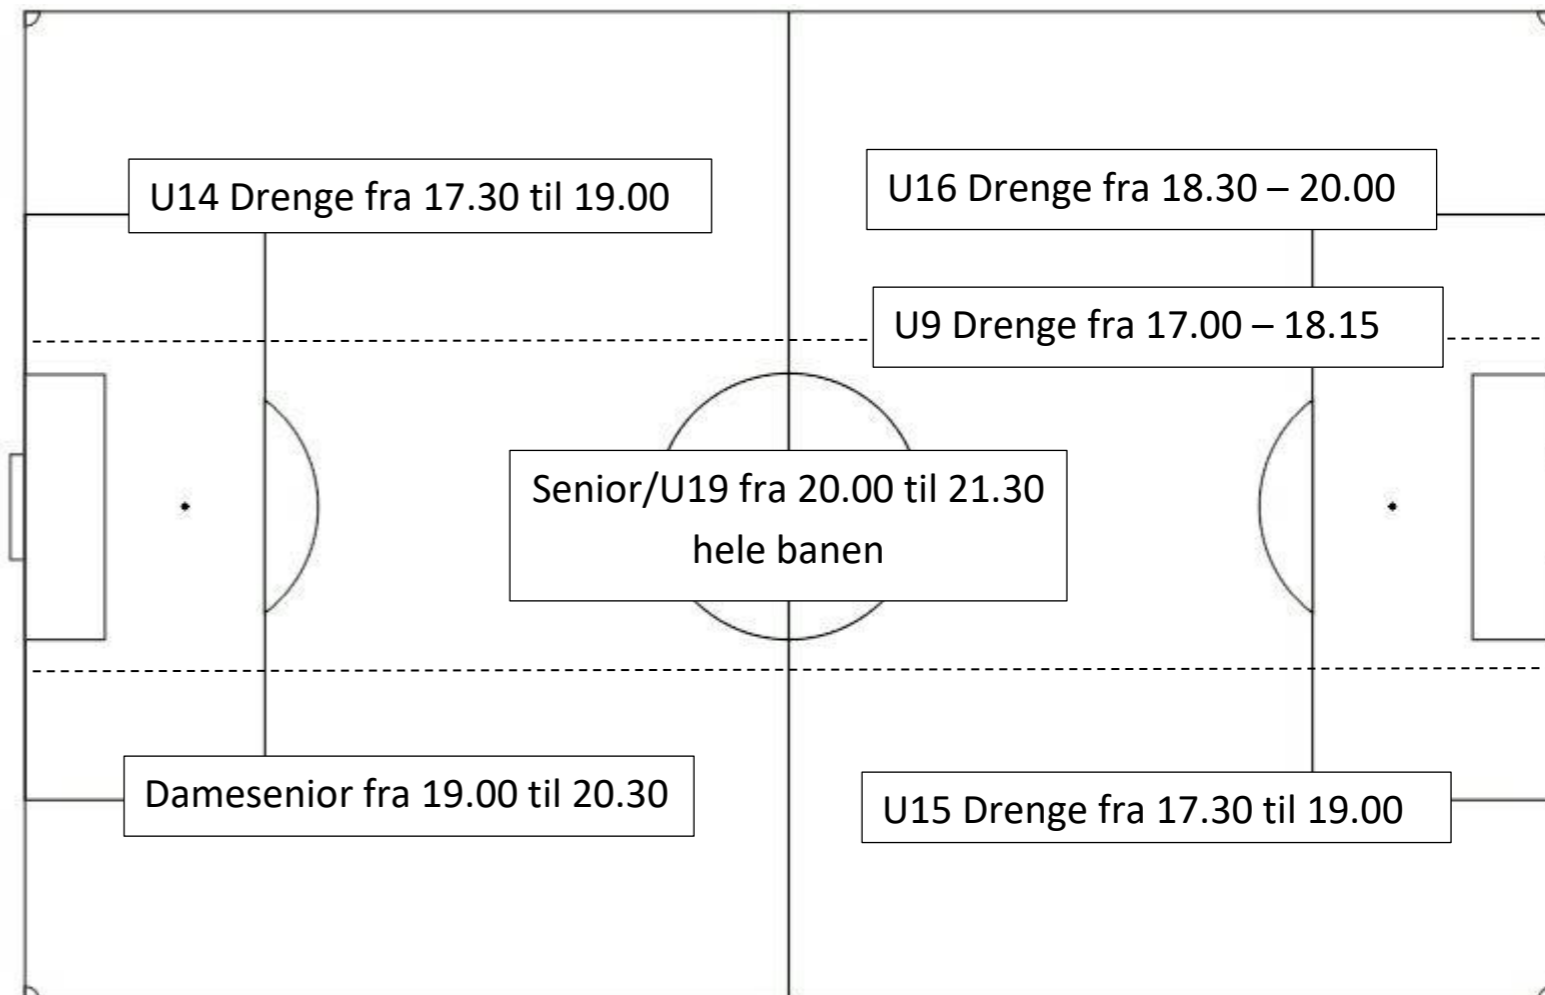 U14 Drenge fra 17.30 til 19.00
U16 Drenge fra 18.30 – 20.00
U9 Drenge fra 17.00 – 18.15
Senior/U19 fra 20.00 til 21.30
hele banen
Damesenior fra 19.00 til 20.30
U15 Drenge fra 17.30 til 19.00